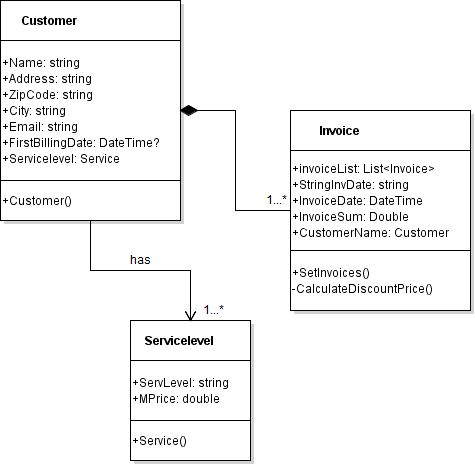 Customer
+Name: string
+Address: string
+ZipCode: string
+City: string
+Email: string
+FirstBillingDate: DateTime?
+Servicelevel: Service
+Customer()
Invoice
+invoiceList: List<Invoice>
+StringInvDate: string
+InvoiceDate: DateTime
+InvoiceSum: Double
+CustomerName: Customer
+SetInvoices()
-CalculateDiscountPrice()
1...*
has
1...*
Servicelevel
+ServLevel: string
+MPrice: double
+Service()